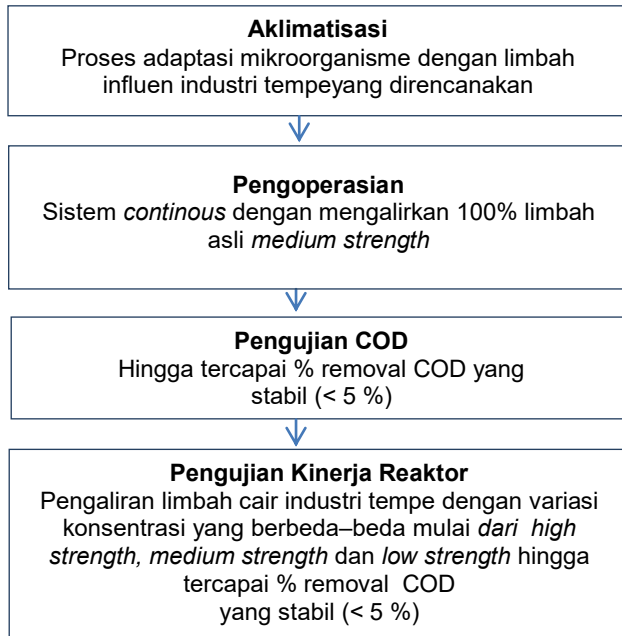 Aklimatisasi
Proses adaptasi mikroorganisme dengan limbah
influen industri tempeyang direncanakan
Pengoperasian
Sistem continous dengan mengalirkan 100% limbah
asli medium strength
Pengujian COD
Hingga tercapai % removal COD yang
stabil (< 5 %)
Pengujian Kinerja Reaktor
Pengaliran limbah cair industri tempe dengan variasi
konsentrasi yang berbeda–beda mulai dari high
strength, medium strength dan low strength hingga
tercapai % removal COD
yang stabil (< 5 %)